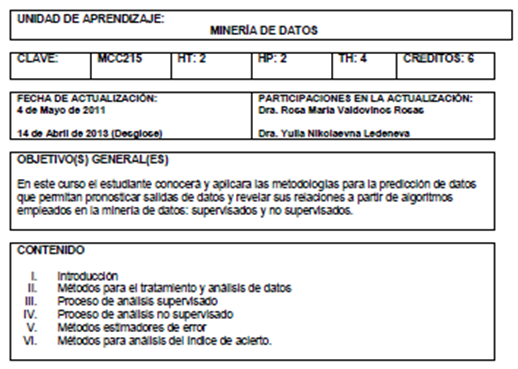 UNIDAD DE APRENDIZAJE:
MINERÍA DE DATOS
CLAVE: MCC215 HT: 2 HP: 2 TH: 4 CREDITOS: 6
FECHA DE ACTUALIZACIÓN:
4 de Mayo de 2011
14 de Abril de 2013 (Desglose)
PARTICIPACIONES EN LA ACTUALIZACIÓN:
Dra. Rosa María Valdovinos Rosas
Dra. Yulia Nikolaevna Ledeneva
OBJETIVO(S) GENERAL(ES)
En este curso el estudiante conocerá y aplicara las metodologías para la predicción de datos
que permitan pronosticar salidas de datos y revelar sus relaciones a partir de algoritmos
empleados en la minería de datos: supervisados y no supervisados.
CONTENIDO
I. Introducción
II. Métodos para el tratamiento y análisis de datos
III. Proceso de análisis supervisado
IV. Proceso de análisis no supervisado
V. Métodos estimadores de error
VI. Métodos para análisis del índice de acierto.